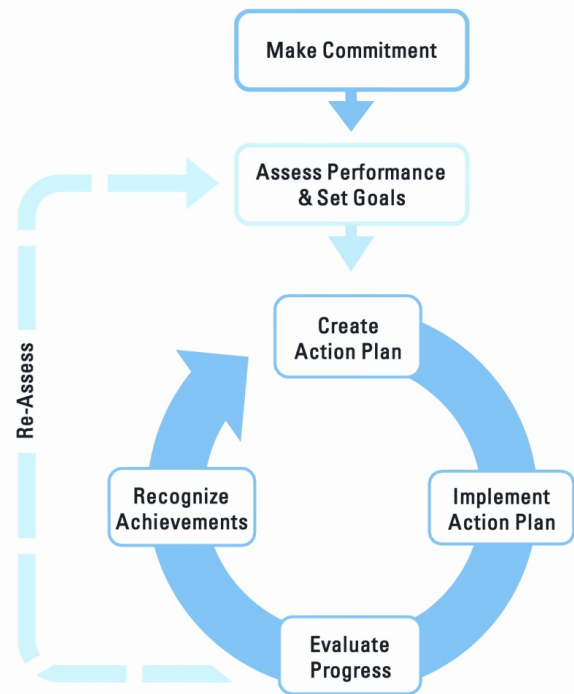 Make Commitment
Assess Performance
& Set Goals
Create
Action Plan
Re-Assess
Recognize
Achievements
Implement
Action Plan
Evaluate
Progress